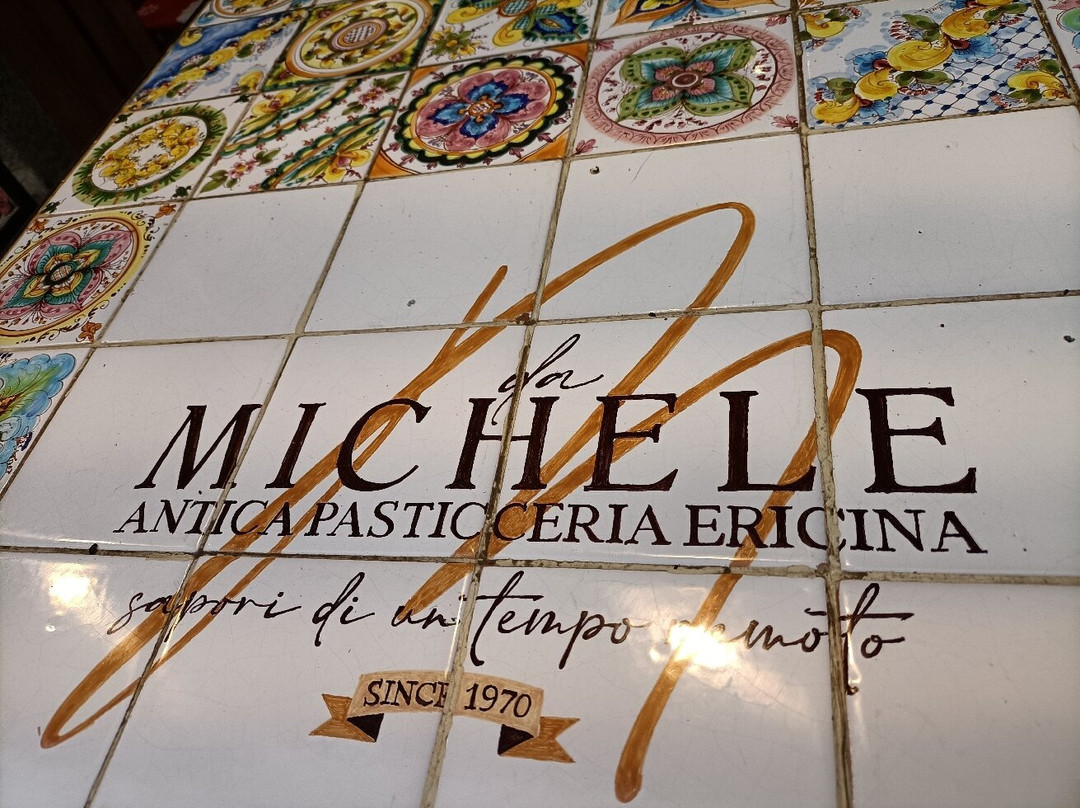 da
MICHELE
ANTICA PASTICCERIA ERICINA
sapori di un tempo remoto
SINCE 1970